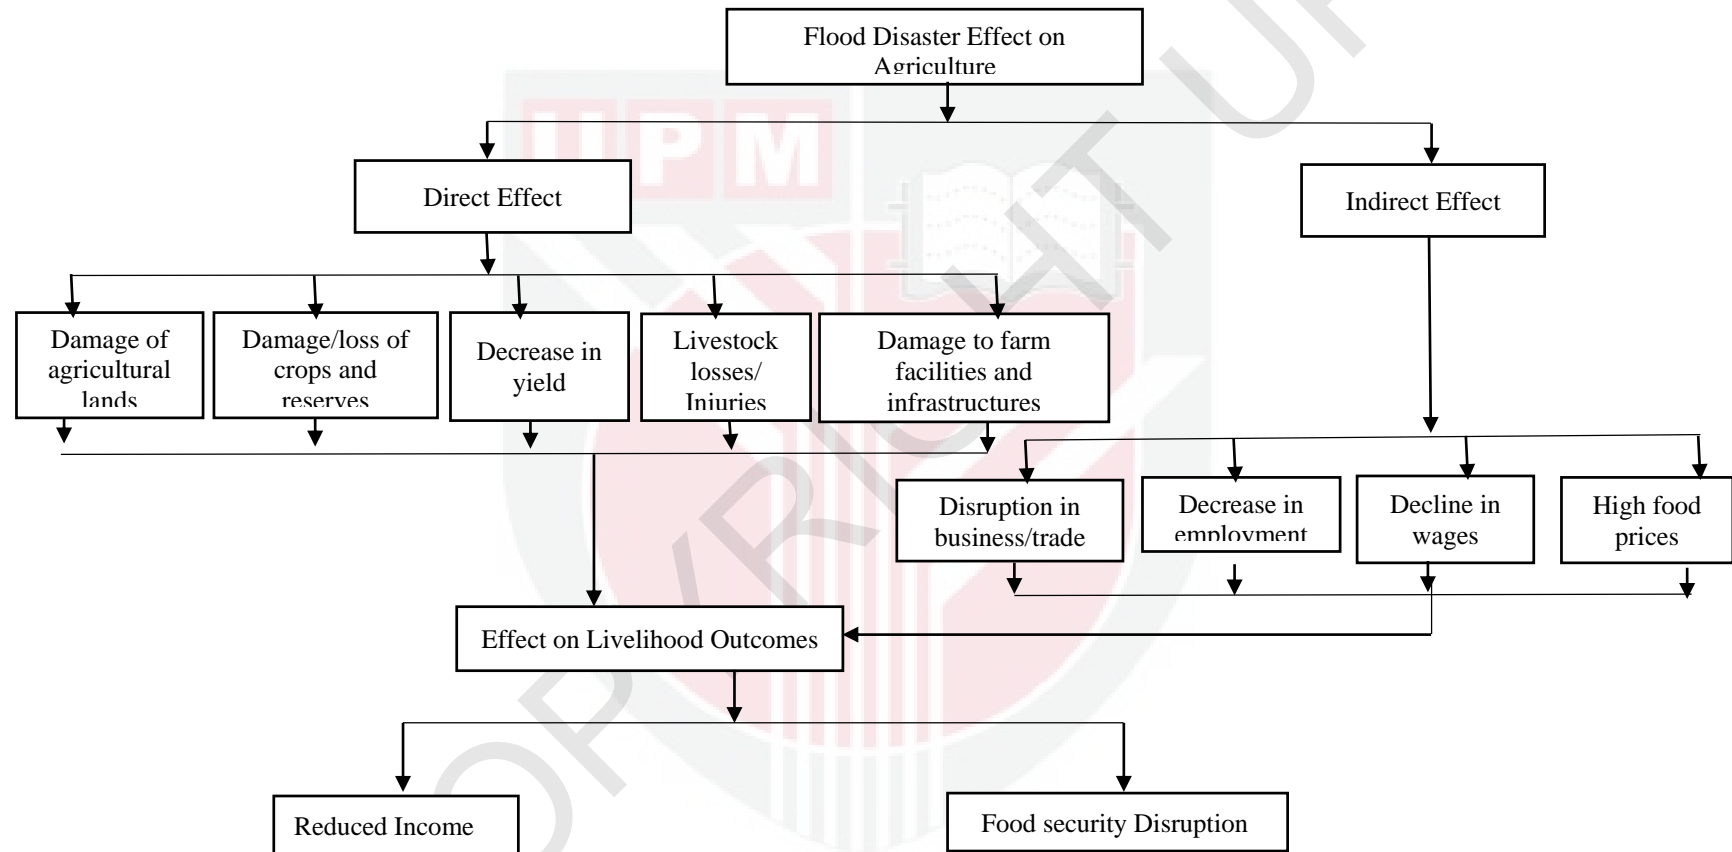 Flood Disaster Effect on
Agriculture
UPM
Direct Effect
Indirect Effect
Damage of
agricultural
lands
Damage/loss of
crops and
reserves
Decrease in
yield
Livestock
losses/
Injuries
Damage to farm
facilities and
infrastructures
Disruption in
business/trade
Decrease in
employment
Decline in
wages
High food
prices
Effect on Livelihood Outcomes
Reduced Income
Food security Disruption